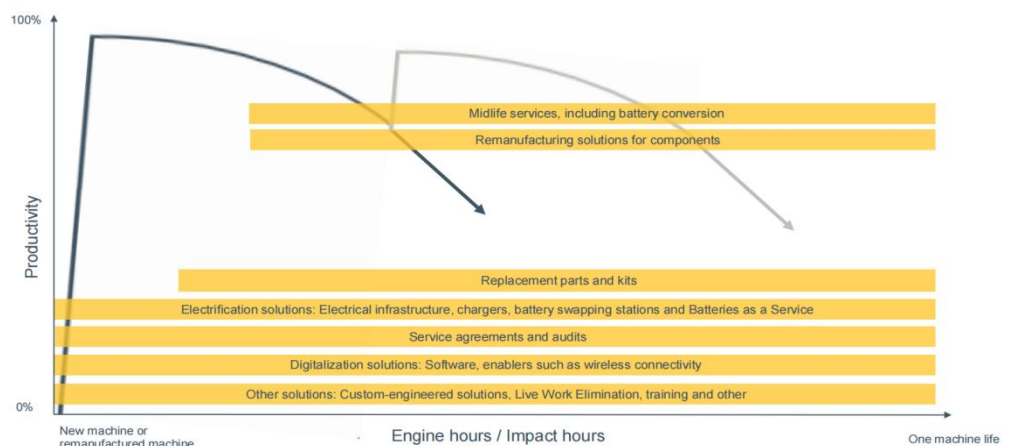 100%
Midlife services, including battery conversion
Remanufacturing solutions for components
Productivity
Replacement parts and kits
Electrification solutions: Electrical infrastructure, chargers, battery swapping stations and Batteries as a Service
Service agreements and audits
Digitalization solutions: Software, enablers such as wireless connectivity
Other solutions: Custom-engineered solutions, Live Work Elimination, training and other
0%
New machine or
remanufactured machine
Engine hours / Impact hours
One machine life